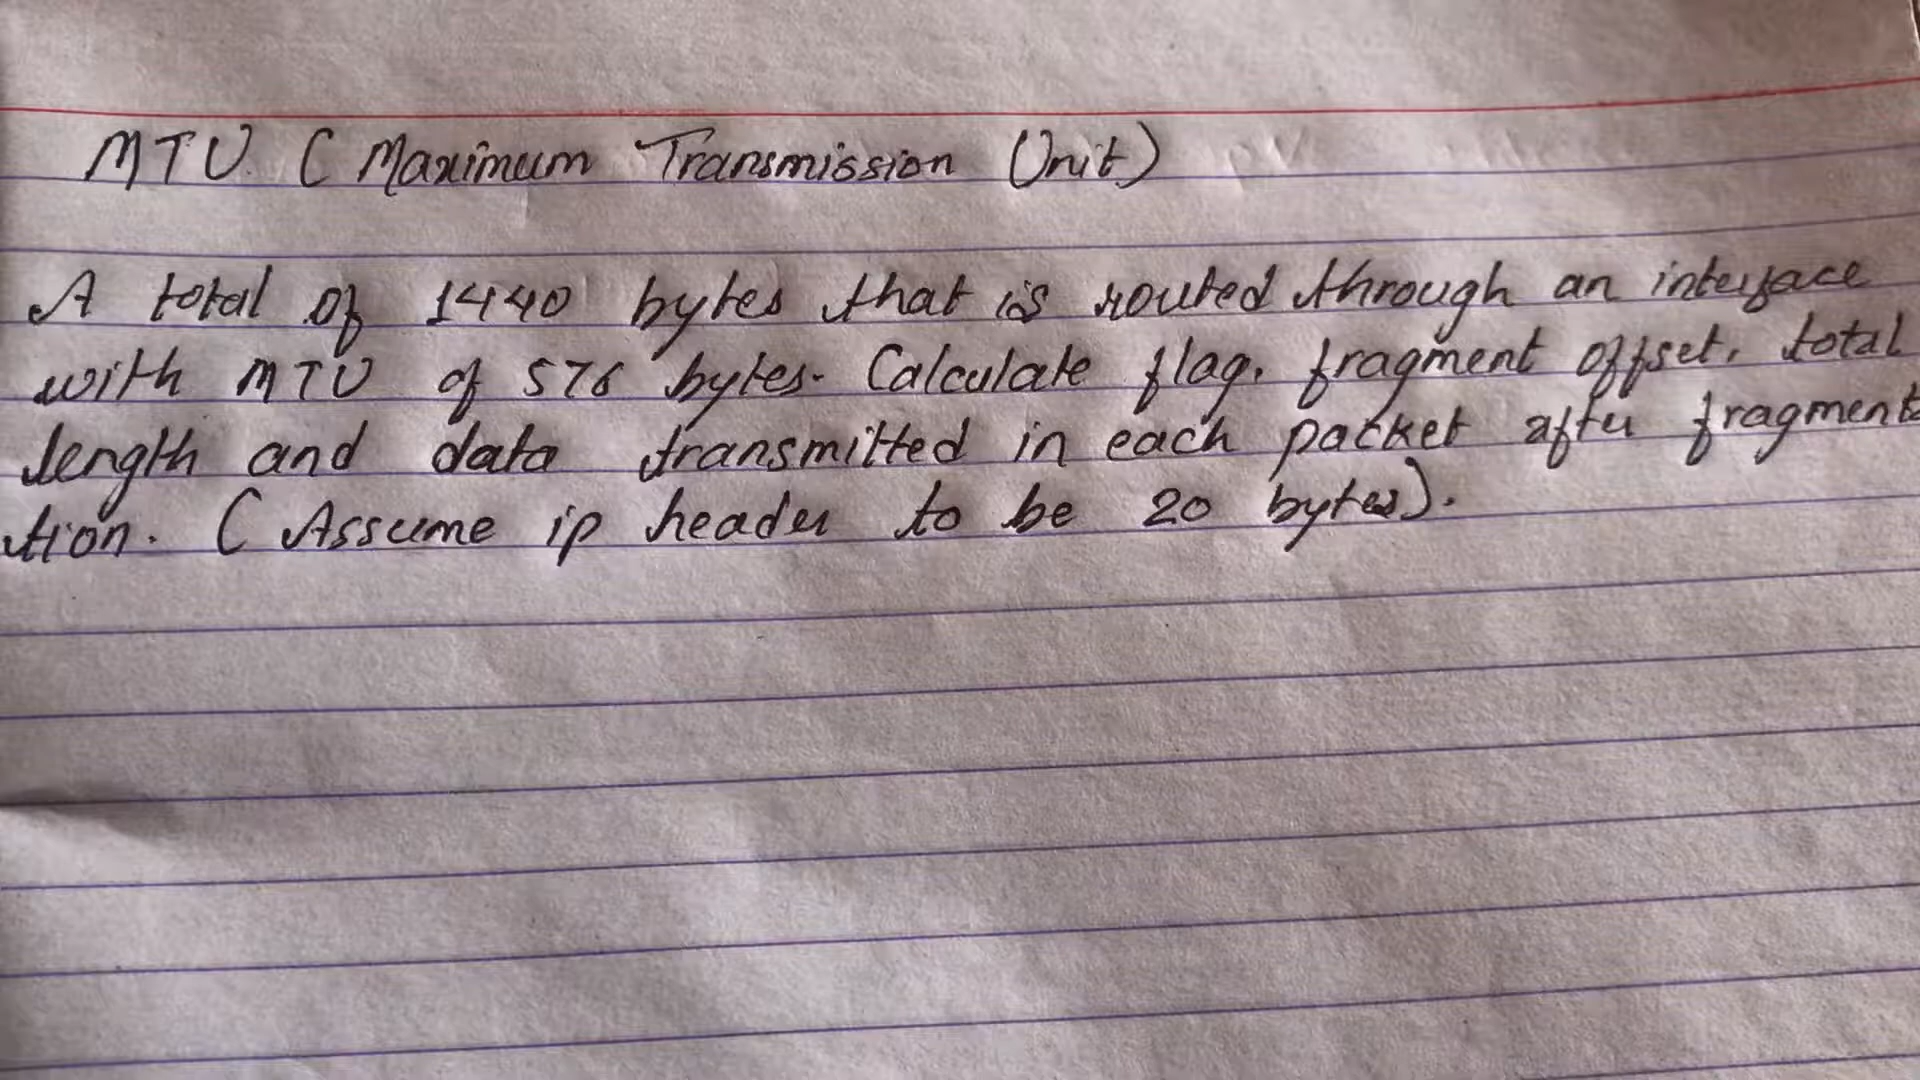 MTU. (Maximum Transmission Unit)
A total of 1440 bytes that is routed through an interface
with MTU of 576 bytes. Calculate flag, fragment offset, total
length and data transmitted in each packet after fragmenta
tion. (Assume ip header to be 20 bytes).